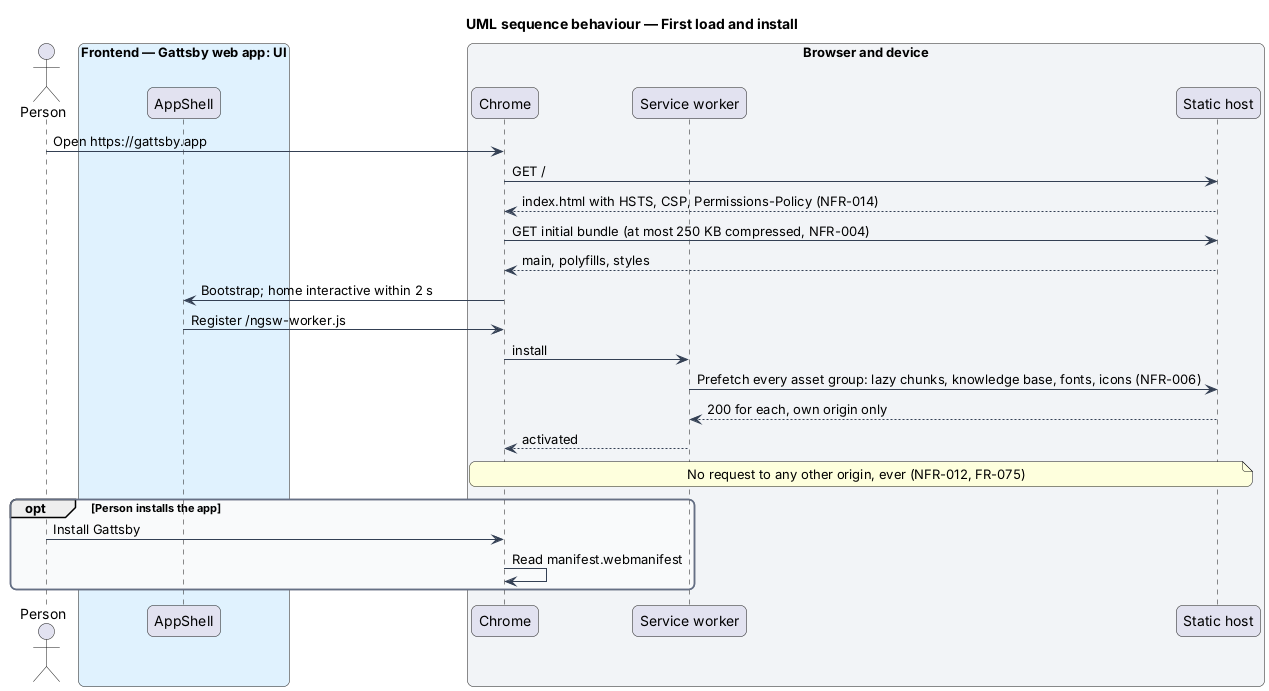 UML sequence behaviour — First load and install
Frontend — Gattsby web app: UI
Browser and device
Person
AppShell
Chrome
Service worker
Static host
Open https://gattsby.app
GET /
index.html with HSTS, CSP, Permissions-Policy (NFR-014)
GET initial bundle (at most 250 KB compressed, NFR-004)
main, polyfills, styles
Bootstrap; home interactive within 2 s
Register /ngsw-worker.js
install
Prefetch every asset group: lazy chunks, knowledge base, fonts, icons (NFR-006)
200 for each, own origin only
activated
No request to any other origin, ever (NFR-012, FR-075)
opt
[Person installs the app]
Install Gattsby
Read manifest.webmanifest
Person
AppShell
Chrome
Service worker
Static host